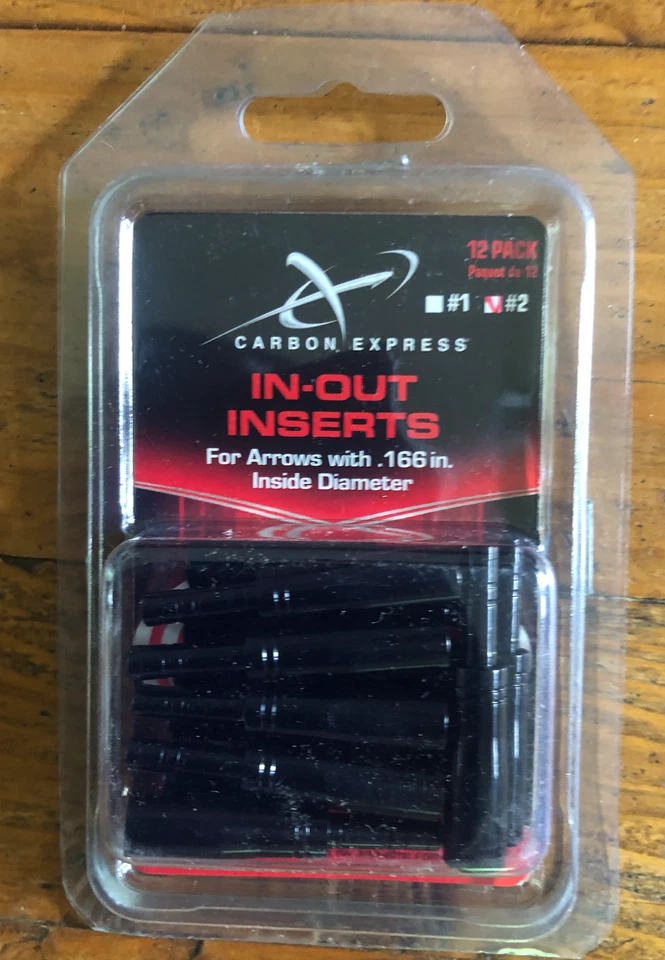 12 PACK
Paquet de 12
#1 #2
CARBON EXPRESS
IN-OUT
INSERTS
For Arrows with .166 in.
Inside Diameter